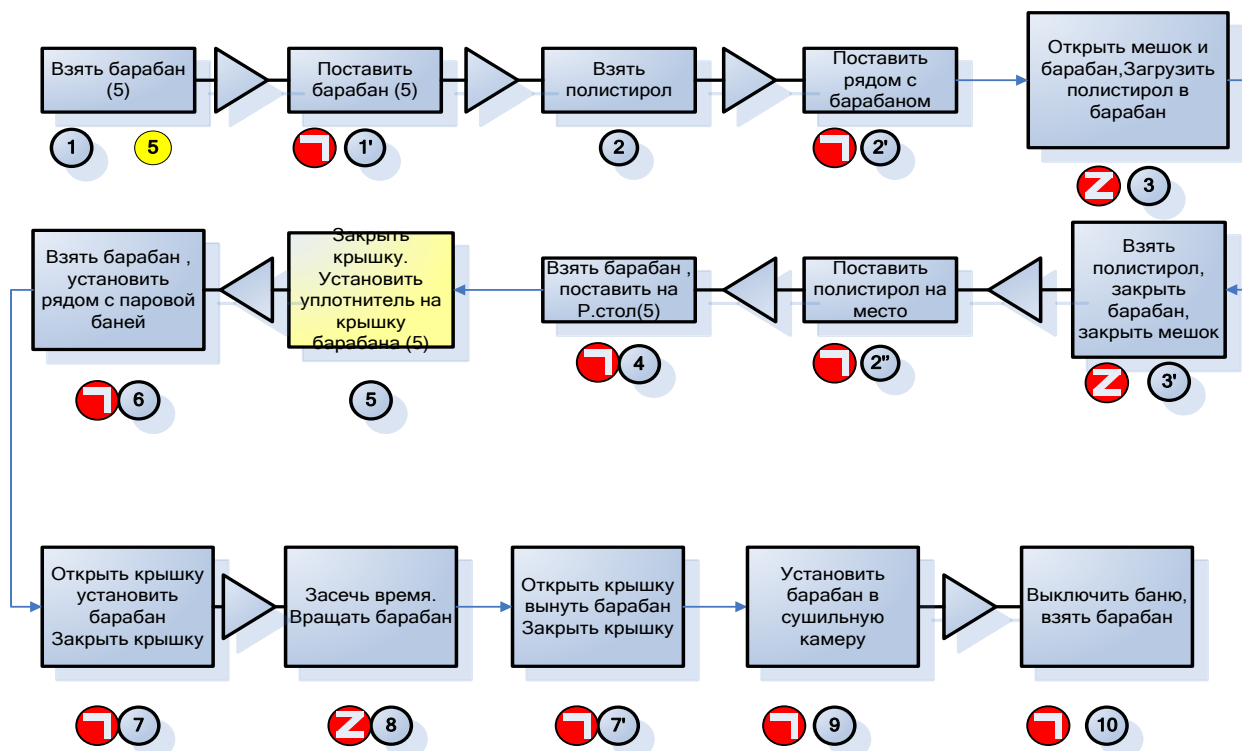 Взять барабан
(5)
Поставить
барабан (5)
Взять
полистирол
Поставить
рядом с
барабаном
Открыть мешок и
барабан,Загрузить
полистирол в
барабан
1
5
1'
2
2'
3
Взять барабан ,
установить
рядом с паровой
баней
Закрыть
крышку.
Установить
уплотнитель на
крышку
барабана (5)
Взять барабан ,
поставить на
Р.стол(5)
Поставить
полистирол на
место
Взять
полистирол,
закрыть
барабан,
закрыть мешок
6
5
4
2"
3'
Открыть крышку
установить
барабан
Закрыть крышку
Засечь время.
Вращать барабан
Открыть крышку
вынуть барабан
Закрыть крышку
Установить
барабан в
сушильную
камеру
Выключить баню,
взять барабан
7
8
7'
9
10